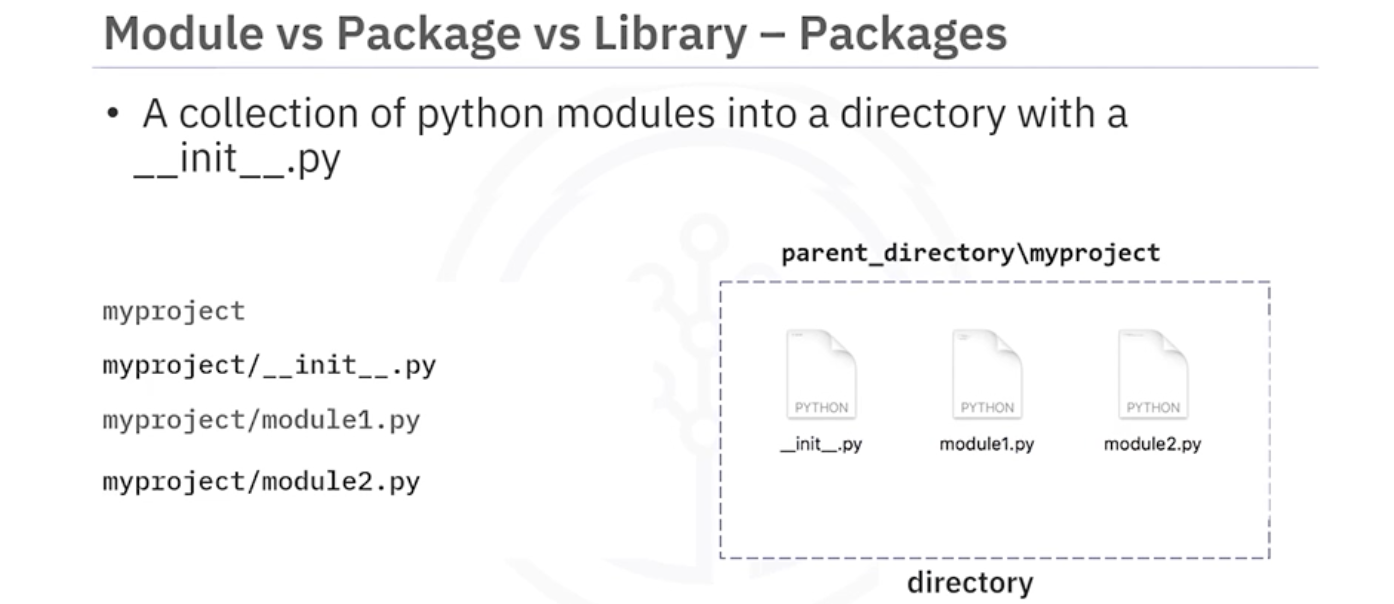 Module vs Package vs Library – Packages
• A collection of python modules into a directory with a
__init__.py
parent_directory\myproject
myproject
myproject/__init__.py
myproject/module1.py
myproject/module2.py
PYTHON PYTHON PYTHON
__init__.py module1.py module2.py
directory